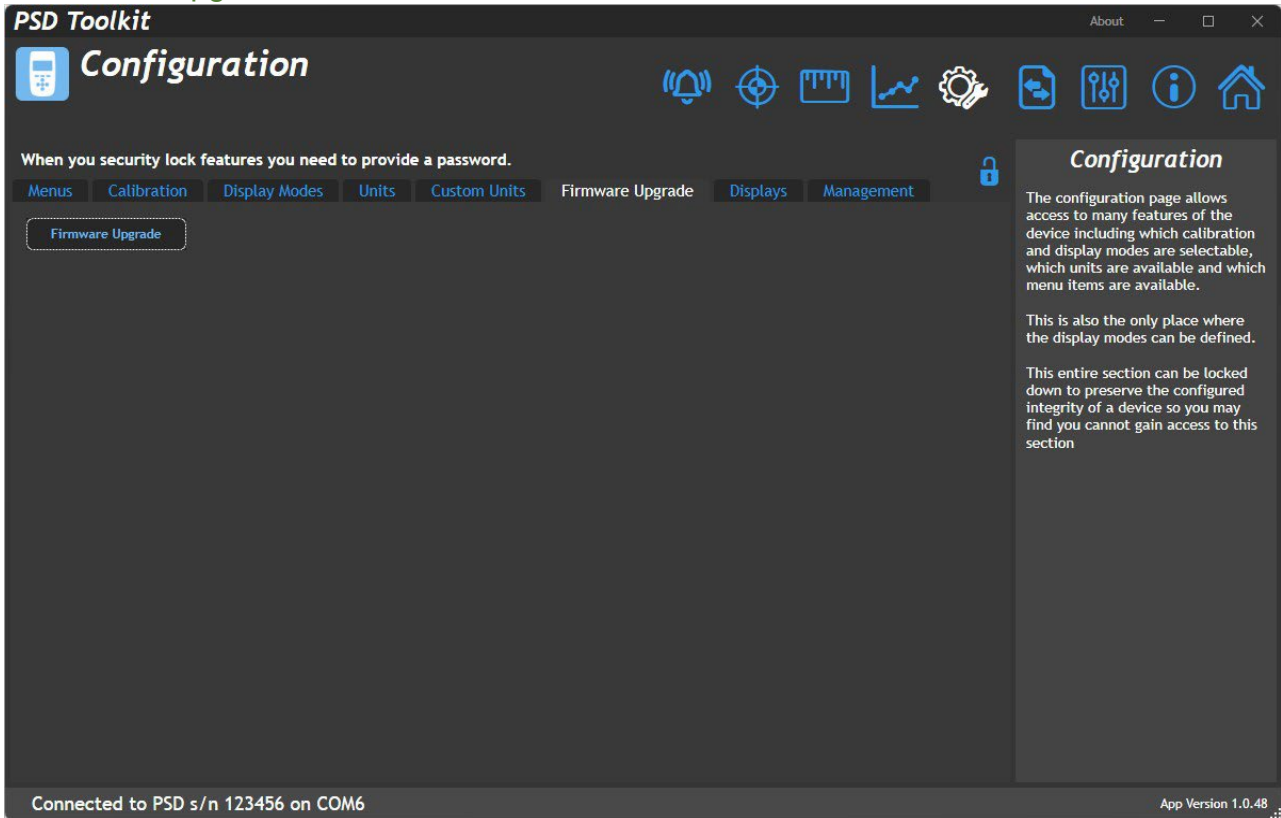 PSD Toolkit
About
Configuration
When you security lock features you need to provide a password.
Menus Calibration Display Modes Units Custom Units Firmware Upgrade Displays Management
Firmware Upgrade
Configuration
The configuration page allows
access to many features of the
device including which calibration
and display modes are selectable,
which units are available and which
menu items are available.
This is also the only place where
the display modes can be defined.
This entire section can be locked
down to preserve the configured
integrity of a device so you may
find you cannot gain access to this
section
Connected to PSD s/n 123456 on COM6
App Version 1.0.48